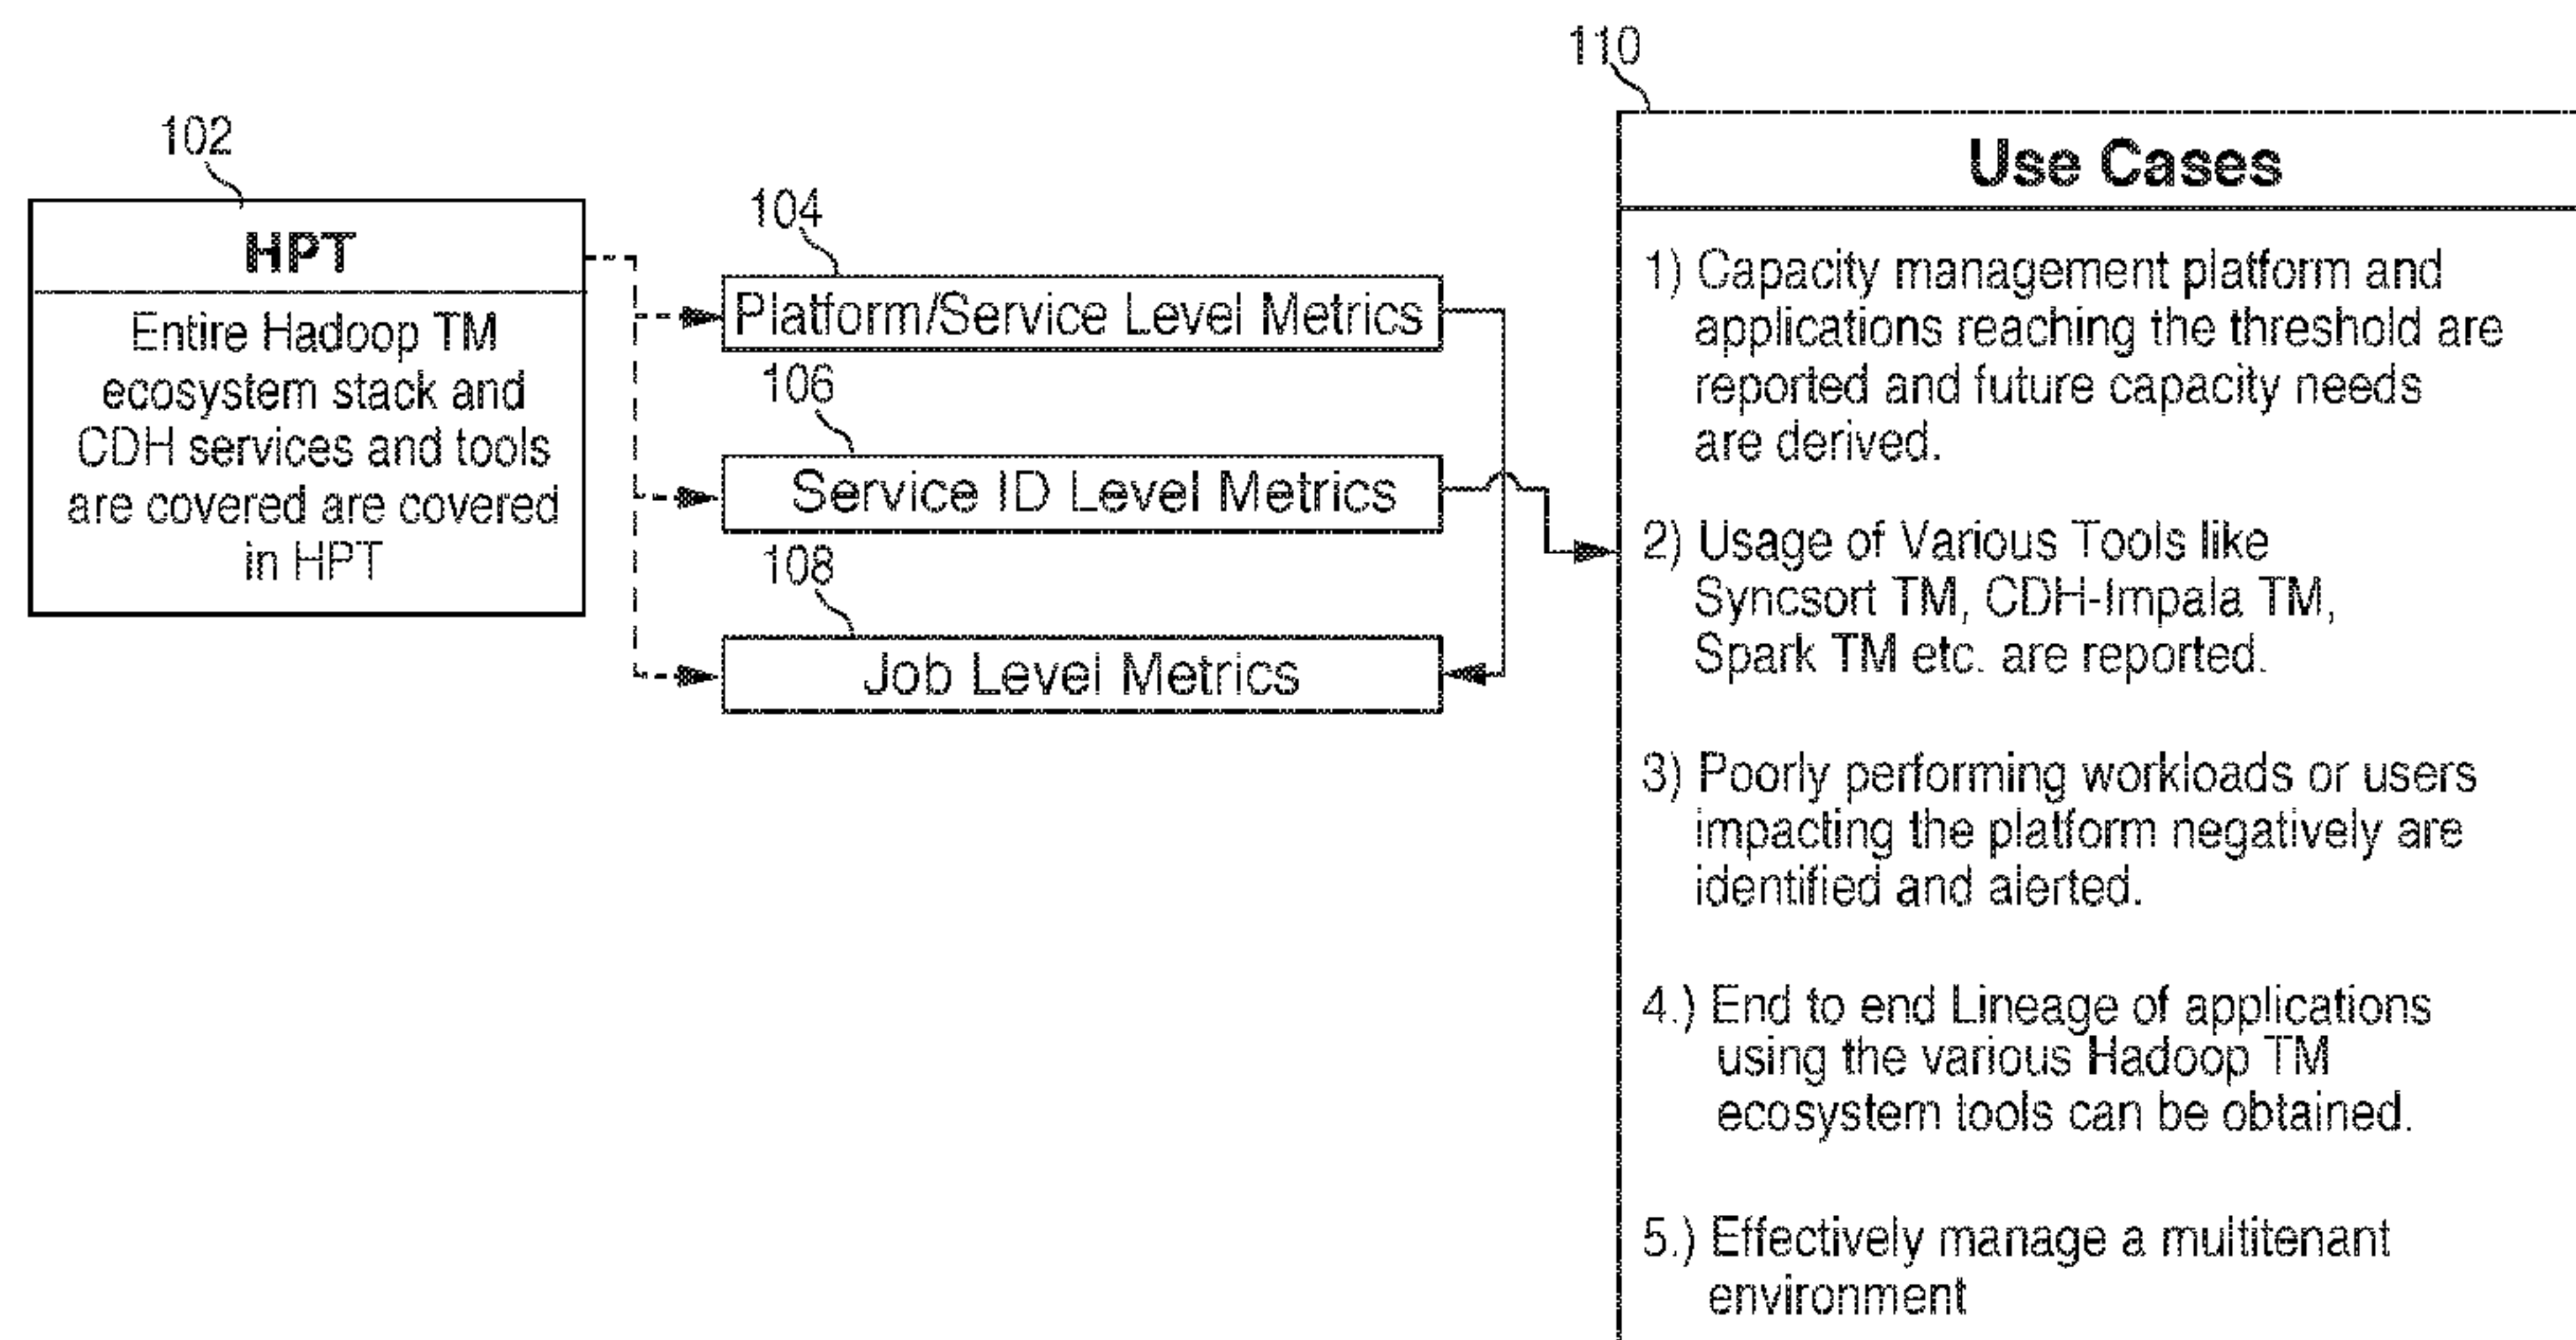 102
HPT
Entire Hadoop TM
ecosystem stack and
CDH services and tools
are covered are covered
in HPT
104
Platform/Service Level Metrics
106
Service ID Level Metrics
108
Job Level Metrics
110
Use Cases
1) Capacity management platform and
applications reaching the threshold are
reported and future capacity needs
are derived.
2) Usage of Various Tools like
Syncsort TM, CDH-Impala TM,
Spark TM etc. are reported.
3) Poorly performing workloads or users
impacting the platform negatively are
identified and alerted.
4.) End to end Lineage of applications
using the various Hadoop TM
ecosystem tools can be obtained.
5.) Effectively manage a multitenant
environment